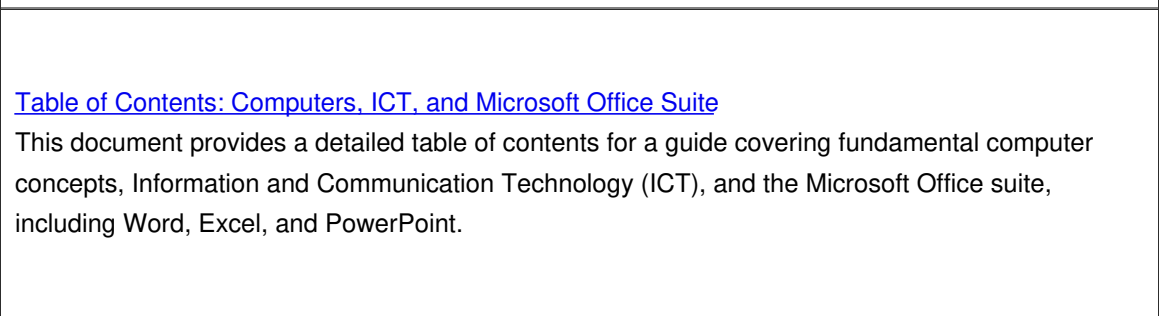 Table of Contents: Computers, ICT, and Microsoft Office Suite
This document provides a detailed table of contents for a guide covering fundamental computer
concepts, Information and Communication Technology (ICT), and the Microsoft Office suite,
including Word, Excel, and PowerPoint.